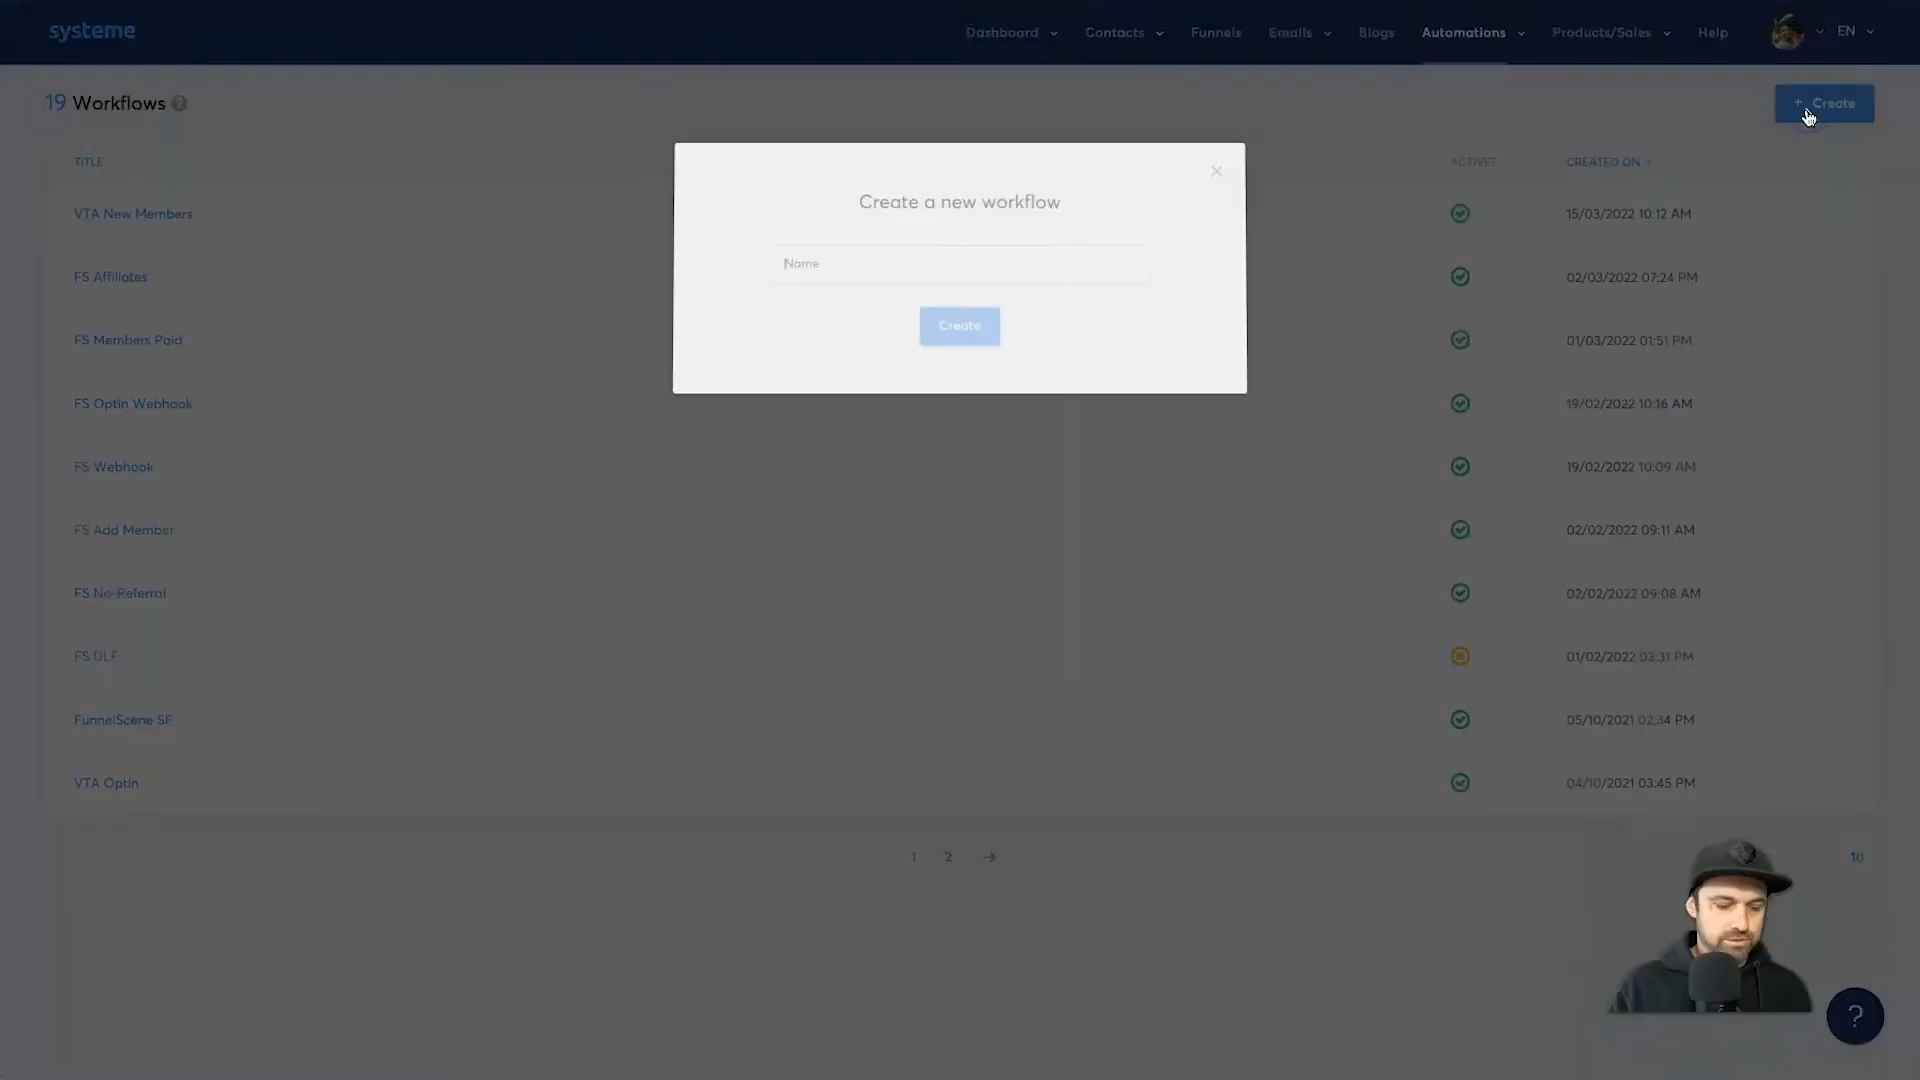 systeme
Dashboard Contacts Funnels Emails Blogs Automations Products/Sales Help EN
19 Workflows ?
+ Create
TITLE ACTIVE? CREATED ON
Create a new workflow
Name
Create
VTA New Members 15/03/2022 10:12 AM
FS Affiliates 02/03/2022 07:24 PM
FS Members Paid 01/03/2022 01:51 PM
FS Optin Webhook 19/02/2022 10:16 AM
FS Webhook 19/02/2022 10:09 AM
FS Add Member 02/02/2022 09:11 AM
FS No-Referral 02/02/2022 09:08 AM
FS DLF 01/02/2022 03:31 PM
FunnelScene SF 05/10/2021 02:34 PM
VTA Optin 04/10/2021 03:45 PM
1 2 → 10
?